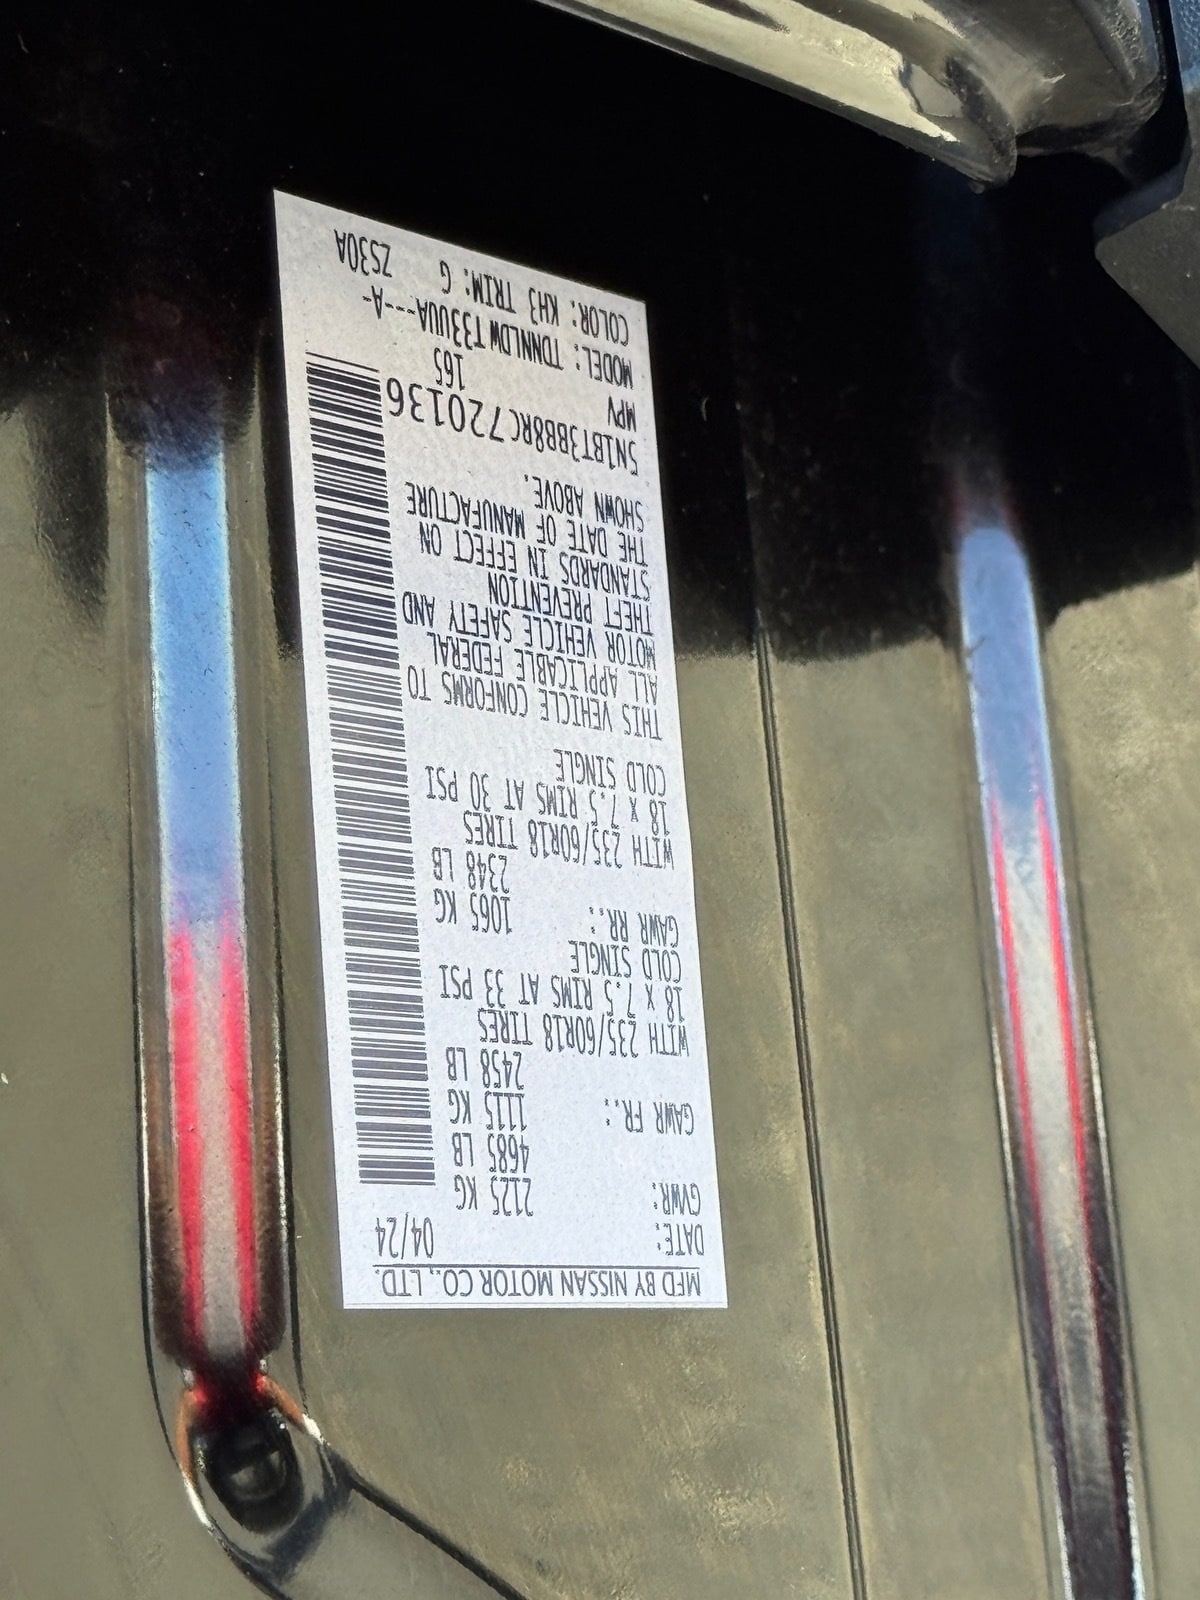 MFD BY NISSAN MOTOR CO., LTD.
DATE: 04/24
GVWR: 2125 KG
4685 LB
GAWR FR.: 1115 KG
2458 LB
WITH 235/60R18 TIRES
18 x 7.5 RIMS AT 33 PSI
COLD SINGLE
GAWR RR.: 1065 KG
2348 LB
WITH 235/60R18 TIRES
18 x 7.5 RIMS AT 30 PSI
COLD SINGLE
THIS VEHICLE CONFORMS TO
ALL APPLICABLE FEDERAL
MOTOR VEHICLE SAFETY AND
THEFT PREVENTION
STANDARDS IN EFFECT ON
THE DATE OF MANUFACTURE
SHOWN ABOVE.
5N1BT3BB8RC720136
MPV 165
MODEL: TDNNLDWT33UUA---A-
COLOR: KH3 TRIM: G ZS30A